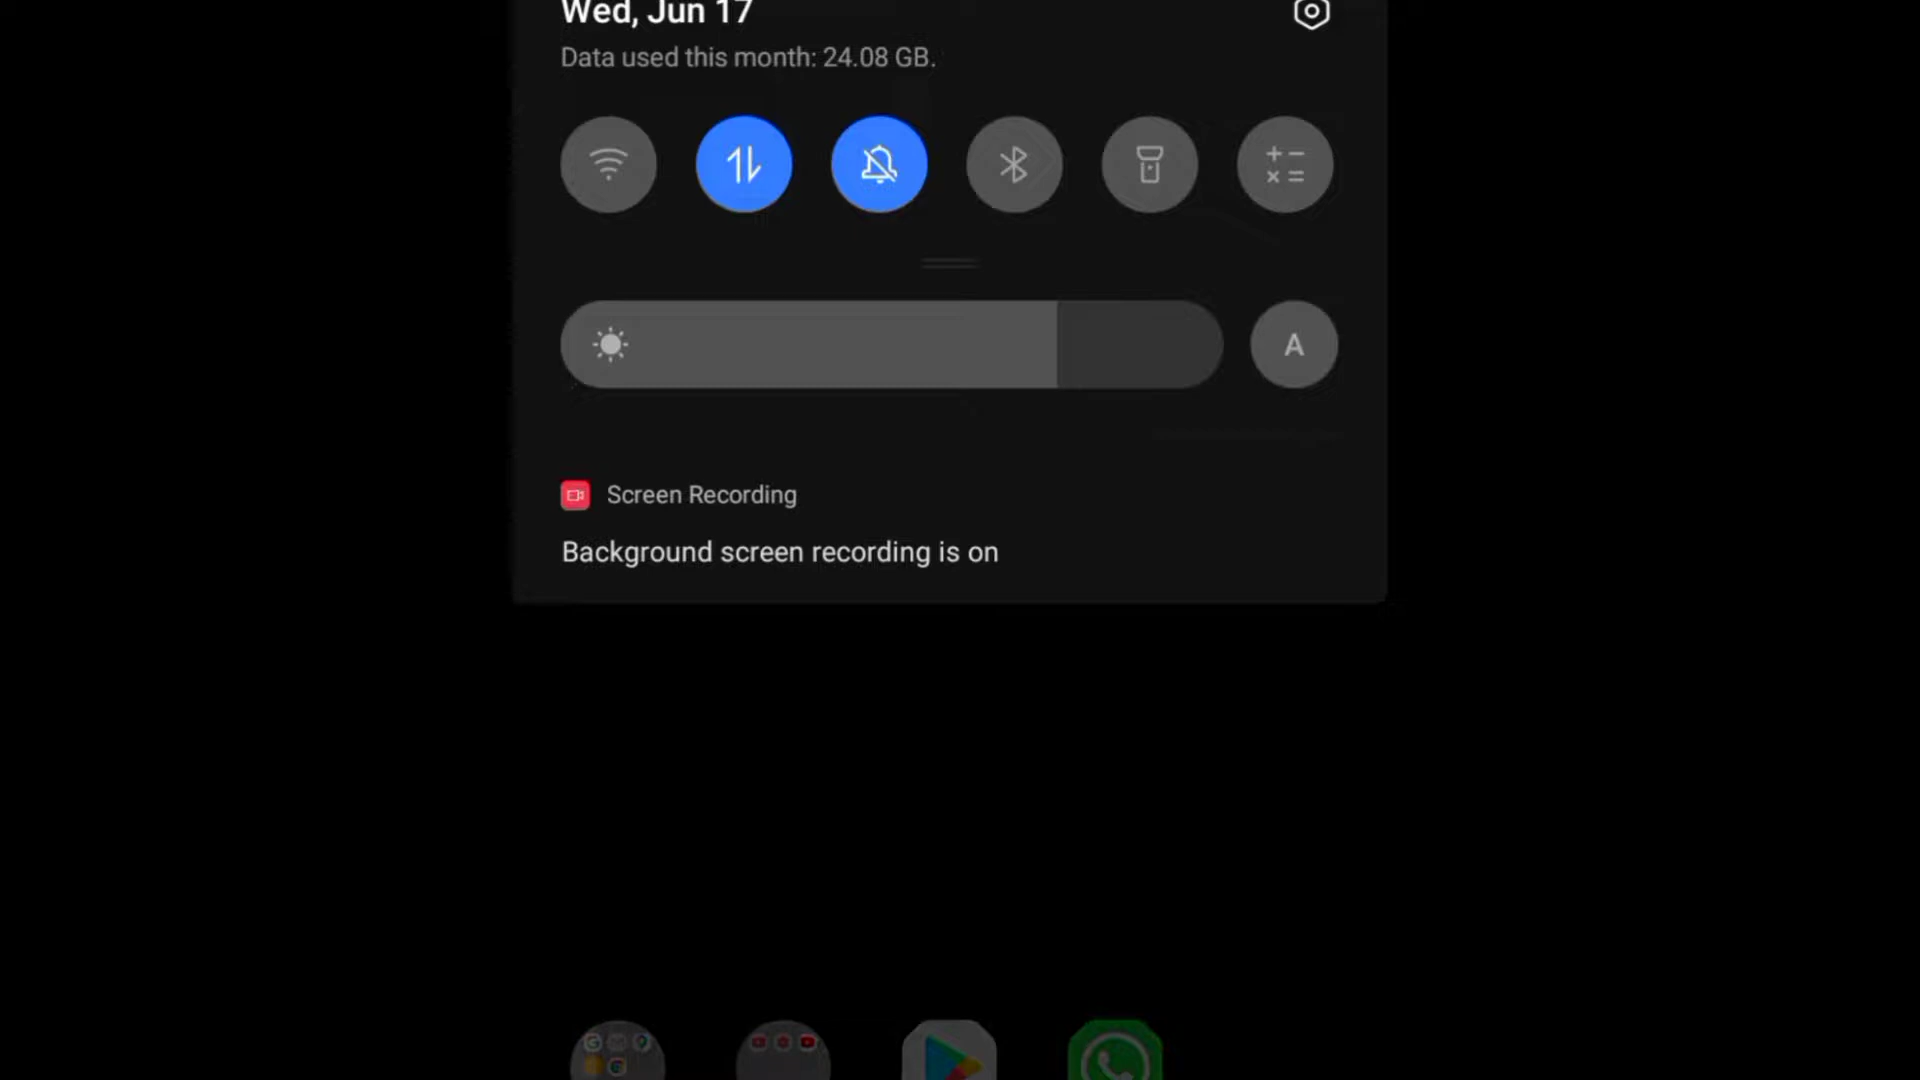 Wed, Jun 17
Data used this month: 24.08 GB.
A
Screen Recording
Background screen recording is on